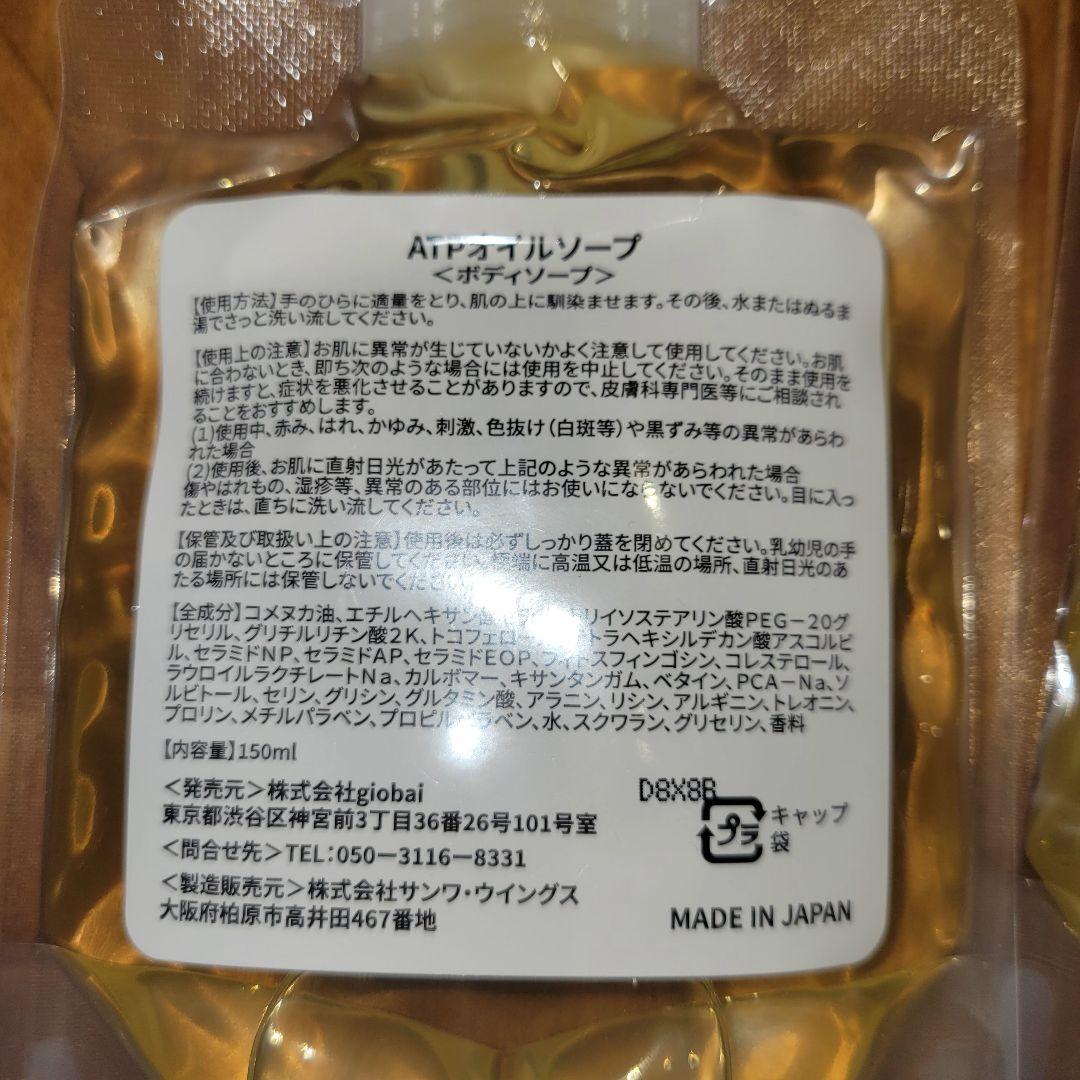 ATPオイルソープ
<ボディソープ>
【使用方法】手のひらに適量をとり、肌の上に馴染ませます。その後、水またはぬるま
湯でさっと洗い流してください。
【使用上の注意】お肌に異常が生じていないかよく注意して使用してください。お肌
に合わないとき、即ち次のような場合には使用を中止してください。そのまま使用を
続けますと、症状を悪化させることがありますので、皮膚科専門医等にご相談され
ることをおすすめします。
(1)使用中、赤み、はれ、かゆみ、刺激、色抜け(白斑等)や黒ずみ等の異常があらわ
れた場合
(2)使用後、お肌に直射日光があたって上記のような異常があらわれた場合
傷やはれもの、湿疹等、異常のある部位にはお使いにならないでください。目に入っ
たときは、直ちに洗い流してください。
【保管及び取扱い上の注意】使用後は必ずしっかり蓋を閉めてください。乳幼児の手
の届かないところに保管してください。極端に高温又は低温の場所、直射日光のあ
たる場所には保管しないでください。
【全成分】コメヌカ油、エチルヘキサン酸 リイソステアリン酸PEG－20グ
リセリル、グリチルリチン酸2K、トコフェロー トラヘキシルデカン酸アスコルビ
ル、セラミドNP、セラミドAP、セラミドEOP、フィトスフィンゴシン、コレステロール、
ラウロイルラクチレートNa、カルボマー、キサンタンガム、ベタイン、PCA－Na、ソ
ルビトール、セリン、グリシン、グルタミン酸、アラニン、リシン、アルギニン、トレオニン、
プロリン、メチルパラベン、プロピルパラベン、水、スクワラン、グリセリン、香料
【内容量】150ml
<発売元>株式会社giobai
D8X8B
東京都渋谷区神宮前3丁目36番26号101号室
プラ
キャップ
袋
<問合せ先>TEL:050－3116－8331
<製造販売元>株式会社サンワ・ウイングス
大阪府柏原市高井田467番地
MADE IN JAPAN